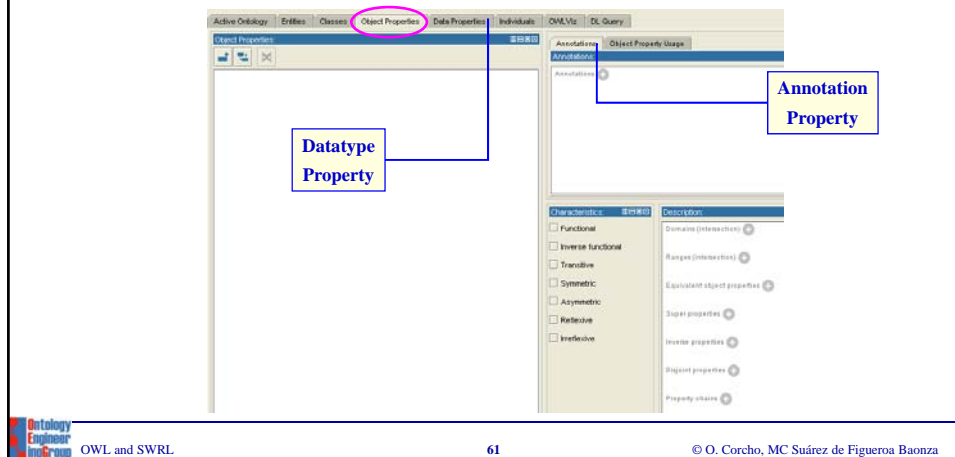 Active Ontology Entities Classes Object Properties Data Properties Individuals OWLViz DL Query
Object Properties:
Annotations Object Property Usage
Annotations:
Annotations
Annotation
Property
Datatype
Property
Characteristics:
Functional
Inverse functional
Transitive
Symmetric
Asymmetric
Reflexive
Irreflexive
Description:
Domains (intersection)
Ranges (intersection)
Equivalent object properties
Super properties
Inverse properties
Disjoint properties
Property chains
Ontology
Engineer
ingGroup
OWL and SWRL
61
© O. Corcho, MC Suárez de Figueroa Baonza